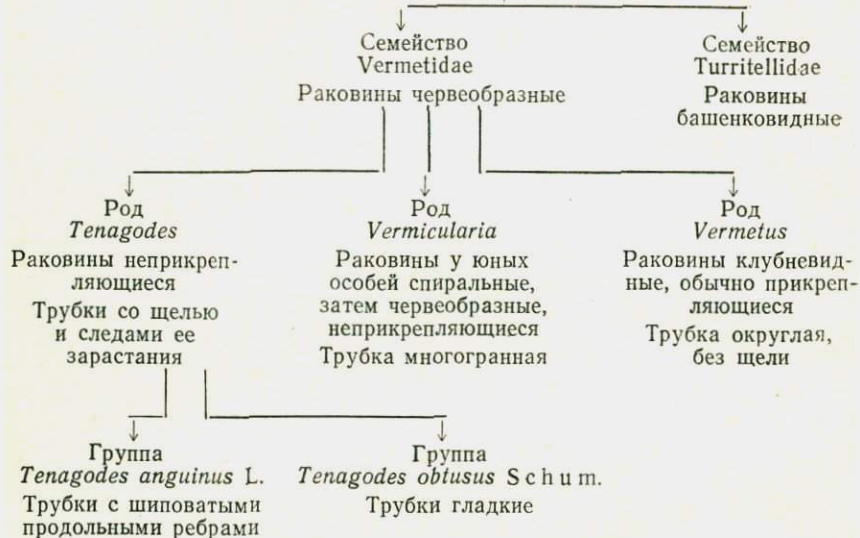 Семейство
Vermetidae
Раковины червеобразные
Семейство
Turritellidae
Раковины
башенковидные
Род
Tenagodes
Раковины неприкреп-
ляющиеся
Трубки со щелью
и следами ее
зарастания
Род
Vermicularia
Раковины у юных
особей спиральные,
затем червеобразные,
неприкрепляющиеся
Трубка многогранная
Род
Vermetus
Раковины клубневид-
ные, обычно прикреп-
ляющиеся
Трубка округлая,
без щели
Группа
Tenagodes anguinus L.
Трубки с шиповатыми
продольными ребрами
Группа
Tenagodes obtusus Schum.
Трубки гладкие